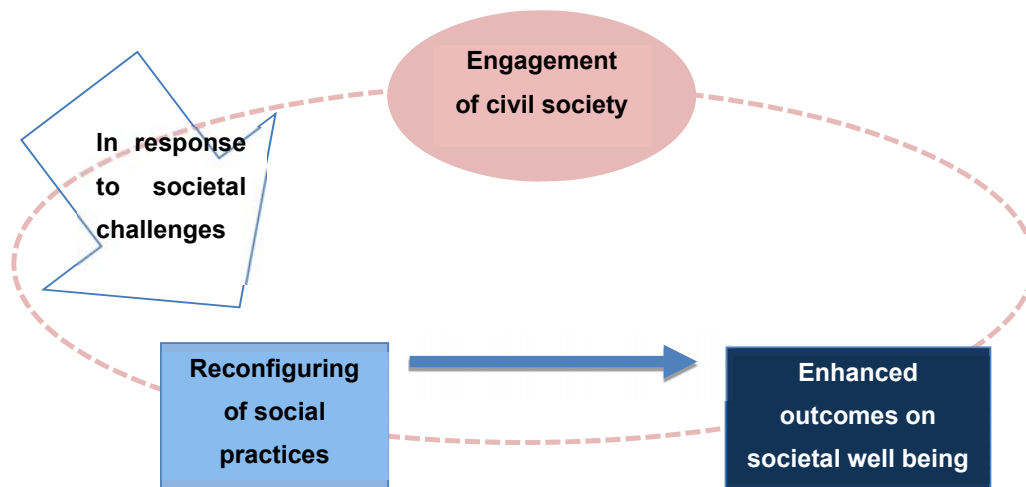 Engagement
of civil society
In response
to societal
challenges
Reconfiguring
of social
practices
Enhanced
outcomes on
societal well being